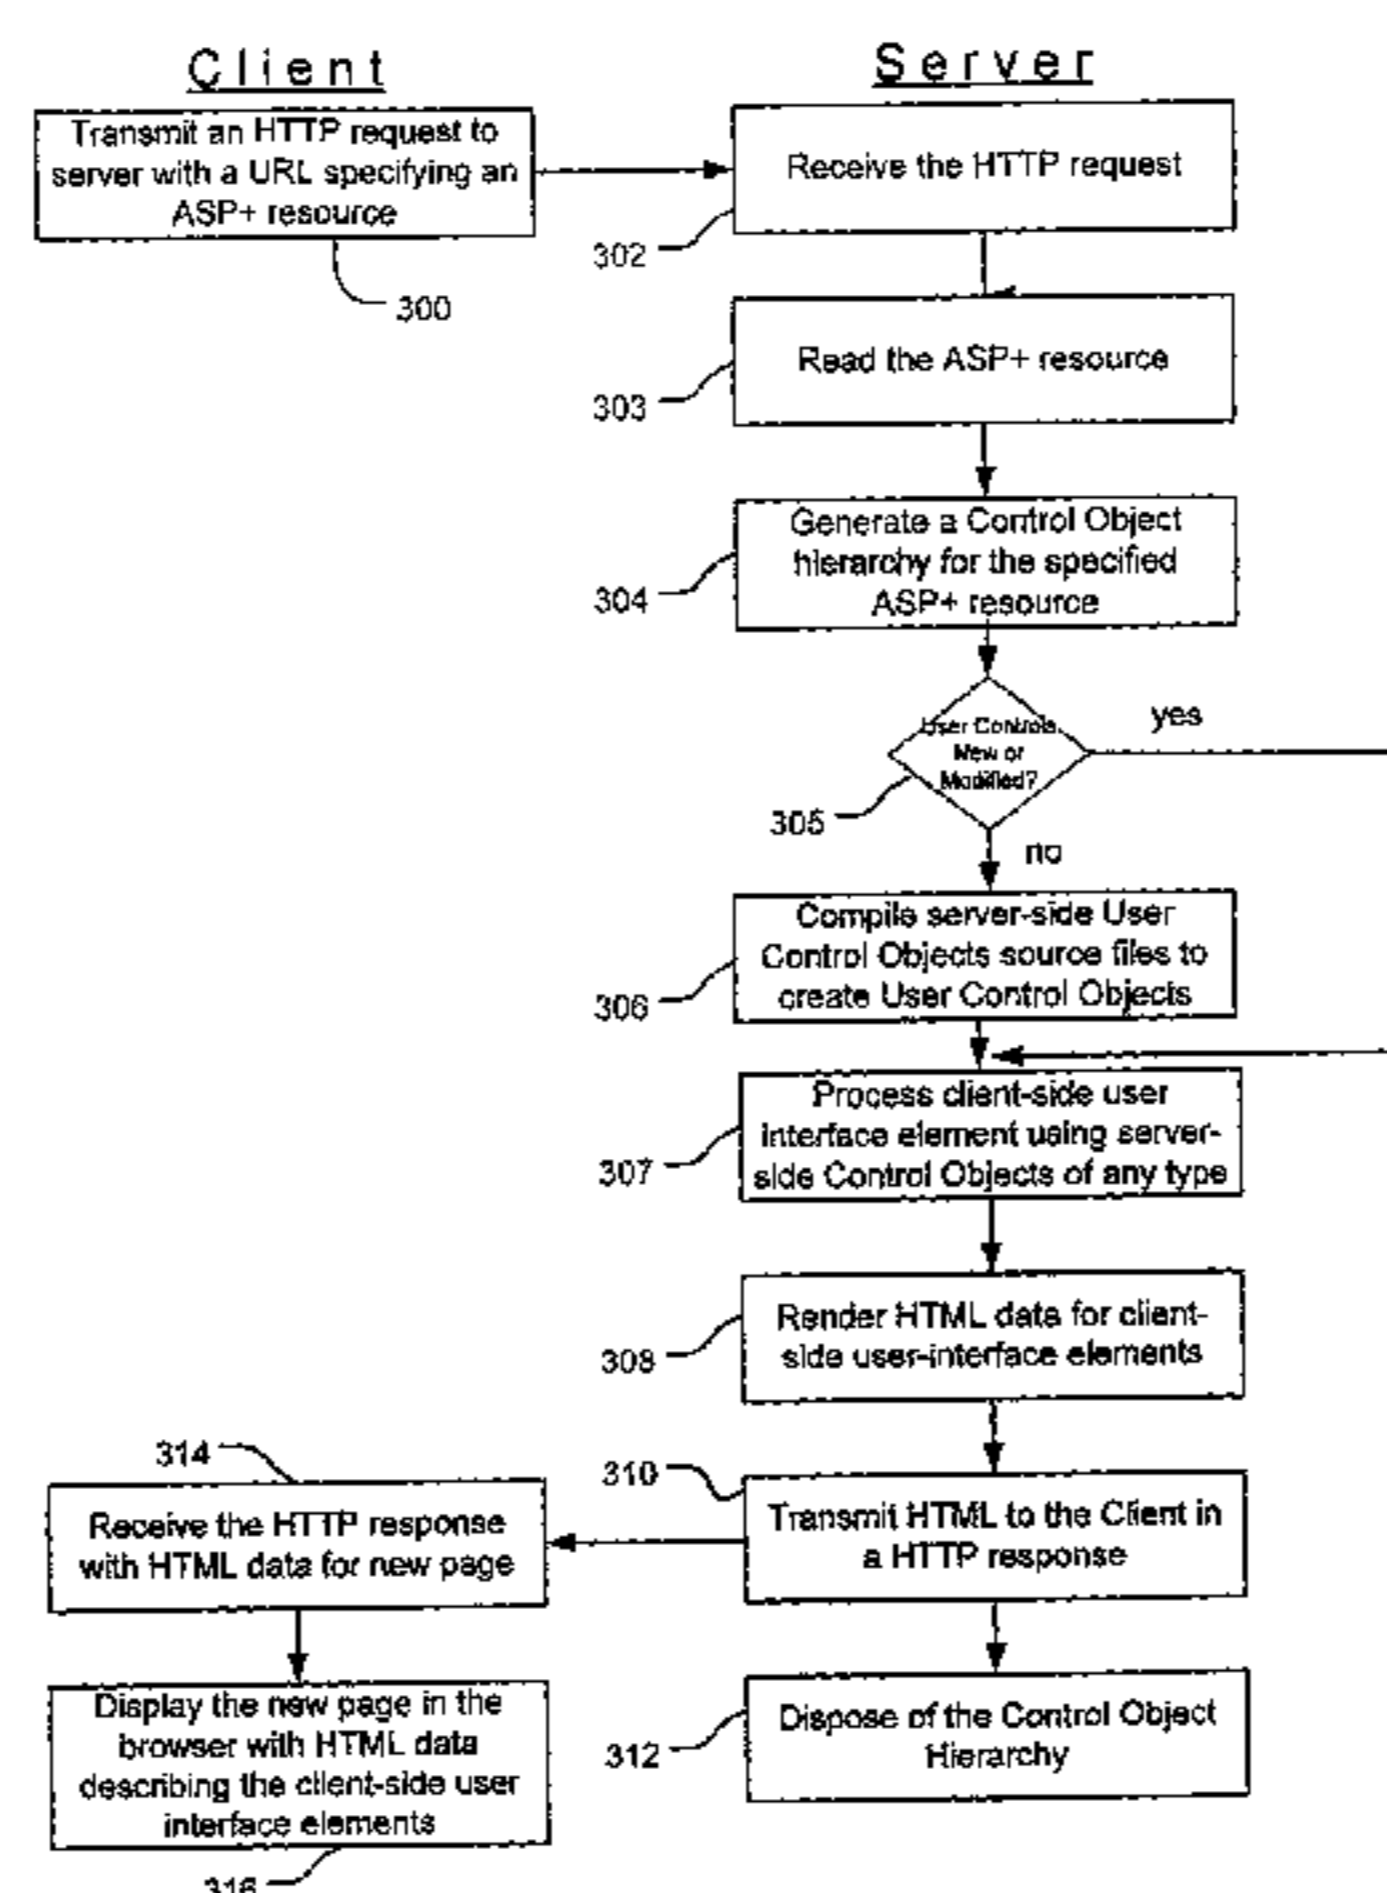 Client
Server
Transmit an HTTP request to
server with a URL specifying an
ASP+ resource
300
Receive the HTTP request
302
Read the ASP+ resource
303
Generate a Control Object
hierarchy for the specified
ASP+ resource
304
User Controls
New or
Modified?
305
yes
no
Compile server-side User
Control Objects source files to
create User Control Objects
306
Process client-side user
interface element using server-
side Control Objects of any type
307
Render HTML data for client-
side user-interface elements
308
Transmit HTML to the Client in
a HTTP response
310
314
Receive the HTTP response
with HTML data for new page
Dispose of the Control Object
Hierarchy
312
Display the new page in the
browser with HTML data
describing the client-side user
interface elements
316